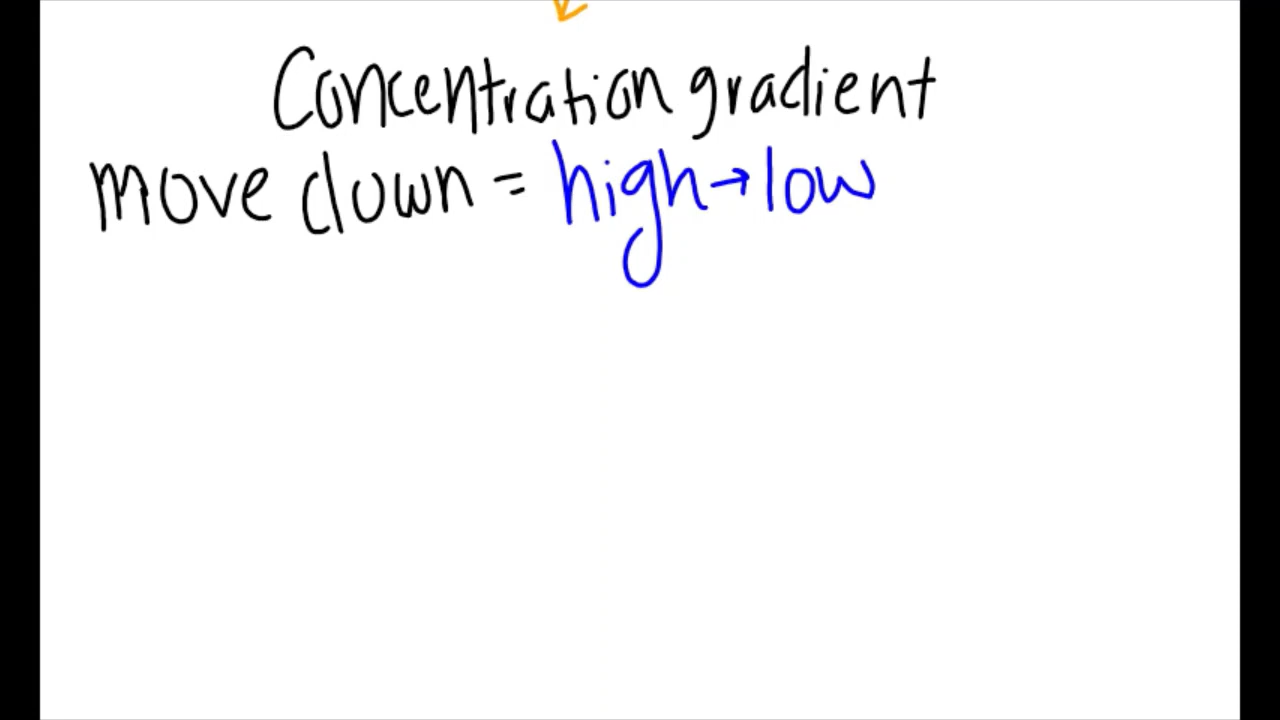 Concentration gradient
move down = high → low